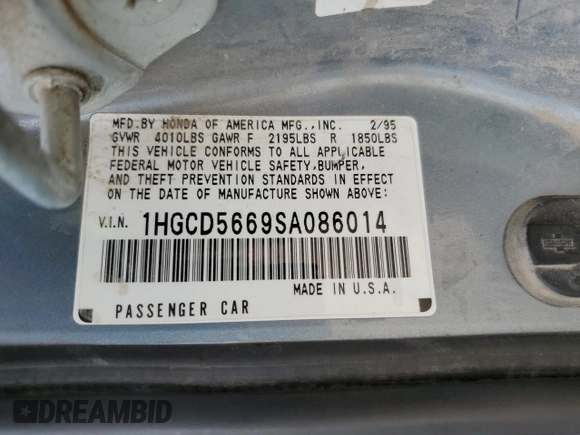 MFD.BY HONDA OF AMERICA MFG.,INC. 2/95
GVWR 4010LBS GAWR F 2195LBS R 1850LBS
THIS VEHICLE CONFORMS TO ALL APPLICABLE
FEDERAL MOTOR VEHICLE SAFETY,BUMPER,
AND THEFT PREVENTION STANDARDS IN EFFECT
ON THE DATE OF MANUFACTURE SHOWN ABOVE:
V.I.N. 1HGCD5669SA086014
MADE IN U.S.A.
PASSENGER CAR
DREAMBID